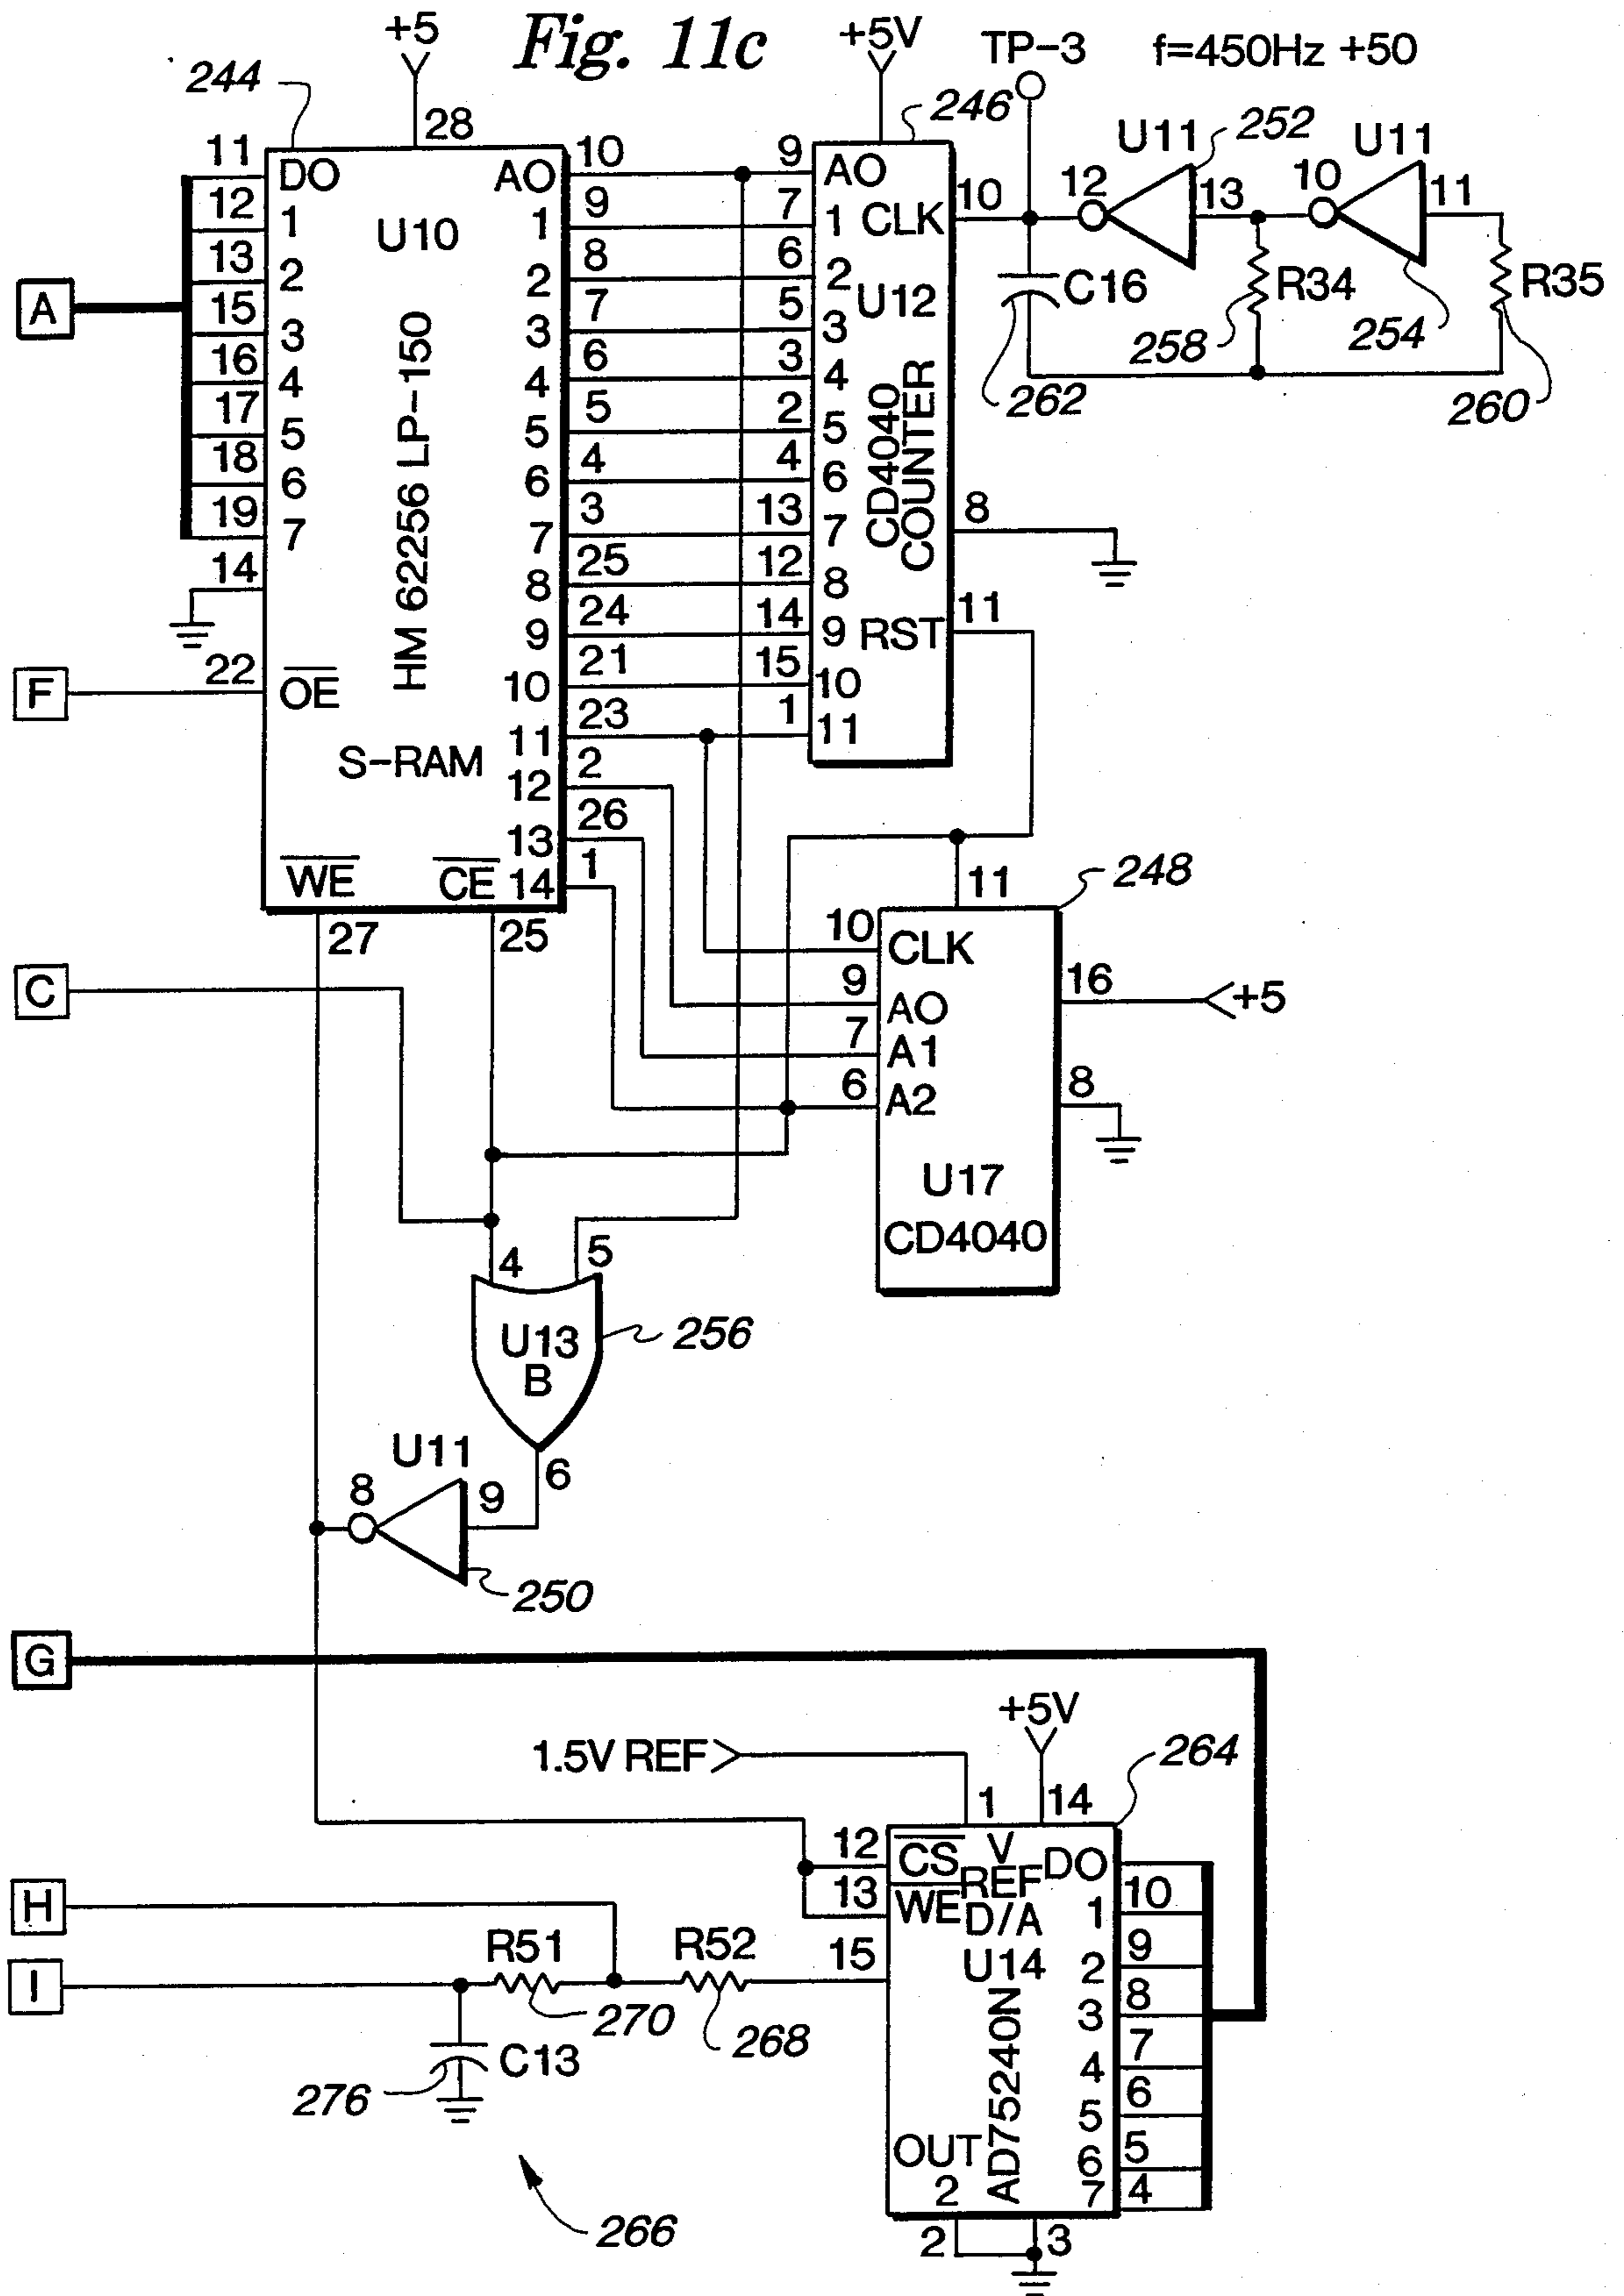 Fig. 11c
+5
+5V
TP-3
f=450Hz +50
244
28
246
U11
252
U11
11
DO
AO
10
9
AO
10
CLK
12
13
10
11
12
1
U10
1
9
7
1
13
2
2
8
6
2
U12
C16
R34
R35
15
3
3
7
5
3
258
254
16
4
4
6
3
4
262
260
17
5
5
5
2
5
18
6
6
4
4
6
19
7
7
3
13
7
8
A
HM 62256 LP-150
CD4040
COUNTER
14
8
25
12
8
9
24
14
9
RST
11
F
22
OE
10
21
15
10
11
23
1
11
S-RAM
12
2
13
26
WE
CE
14
1
27
25
11
248
10
CLK
C
9
AO
16
+5
7
A1
6
A2
8
U17
CD4040
4
5
U13
B
256
U11
6
8
9
250
G
+5V
1.5V REF
264
1
14
12
CS
V
REF
DO
13
WE
D/A
1
10
H
R51
R52
15
U14
2
9
I
270
268
3
8
AD75240N
4
7
C13
276
5
6
OUT
2
6
5
7
4
266
2
3